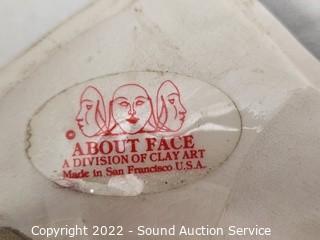 ©
ABOUT FACE
A DIVISION OF CLAY ART
Made in San Francisco U.S.A.
Copyright 2022 - Sound Auction Service